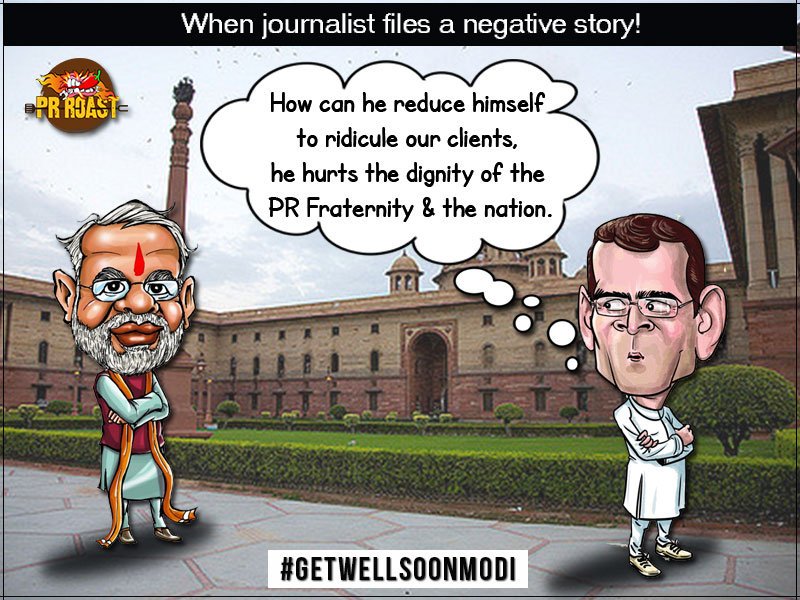 When journalist files a negative story!
PR ROAST
How can he reduce himself
to ridicule our clients,
he hurts the dignity of the
PR Fraternity & the nation.
#GETWELLSOONMODI